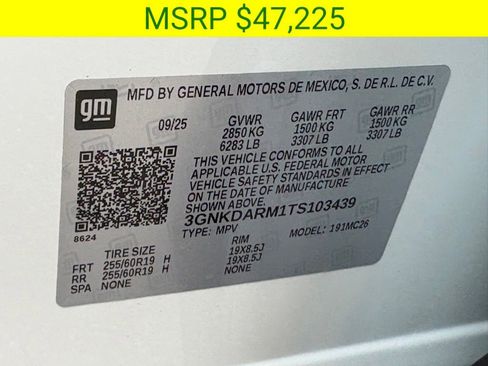 MSRP $47,225
gm
MFD BY GENERAL MOTORS DE MEXICO, S. DE R.L. DE C.V.
09/25 GVWR GAWR FRT GAWR RR
2850 KG 1500 KG 1500 KG
6283 LB 3307 LB 3307 LB
THIS VEHICLE CONFORMS TO ALL
APPLICABLE U.S. FEDERAL MOTOR
VEHICLE SAFETY STANDARDS IN EFFECT
ON THE DATE OF MANUFACTURE
SHOWN ABOVE.
3GNKDARM1TS103439
TYPE: MPV MODEL: 191MC26
8624
TIRE SIZE RIM
FRT 255/60R19 H 19X8.5J
RR 255/60R19 H 19X8.5J
SPA NONE NONE